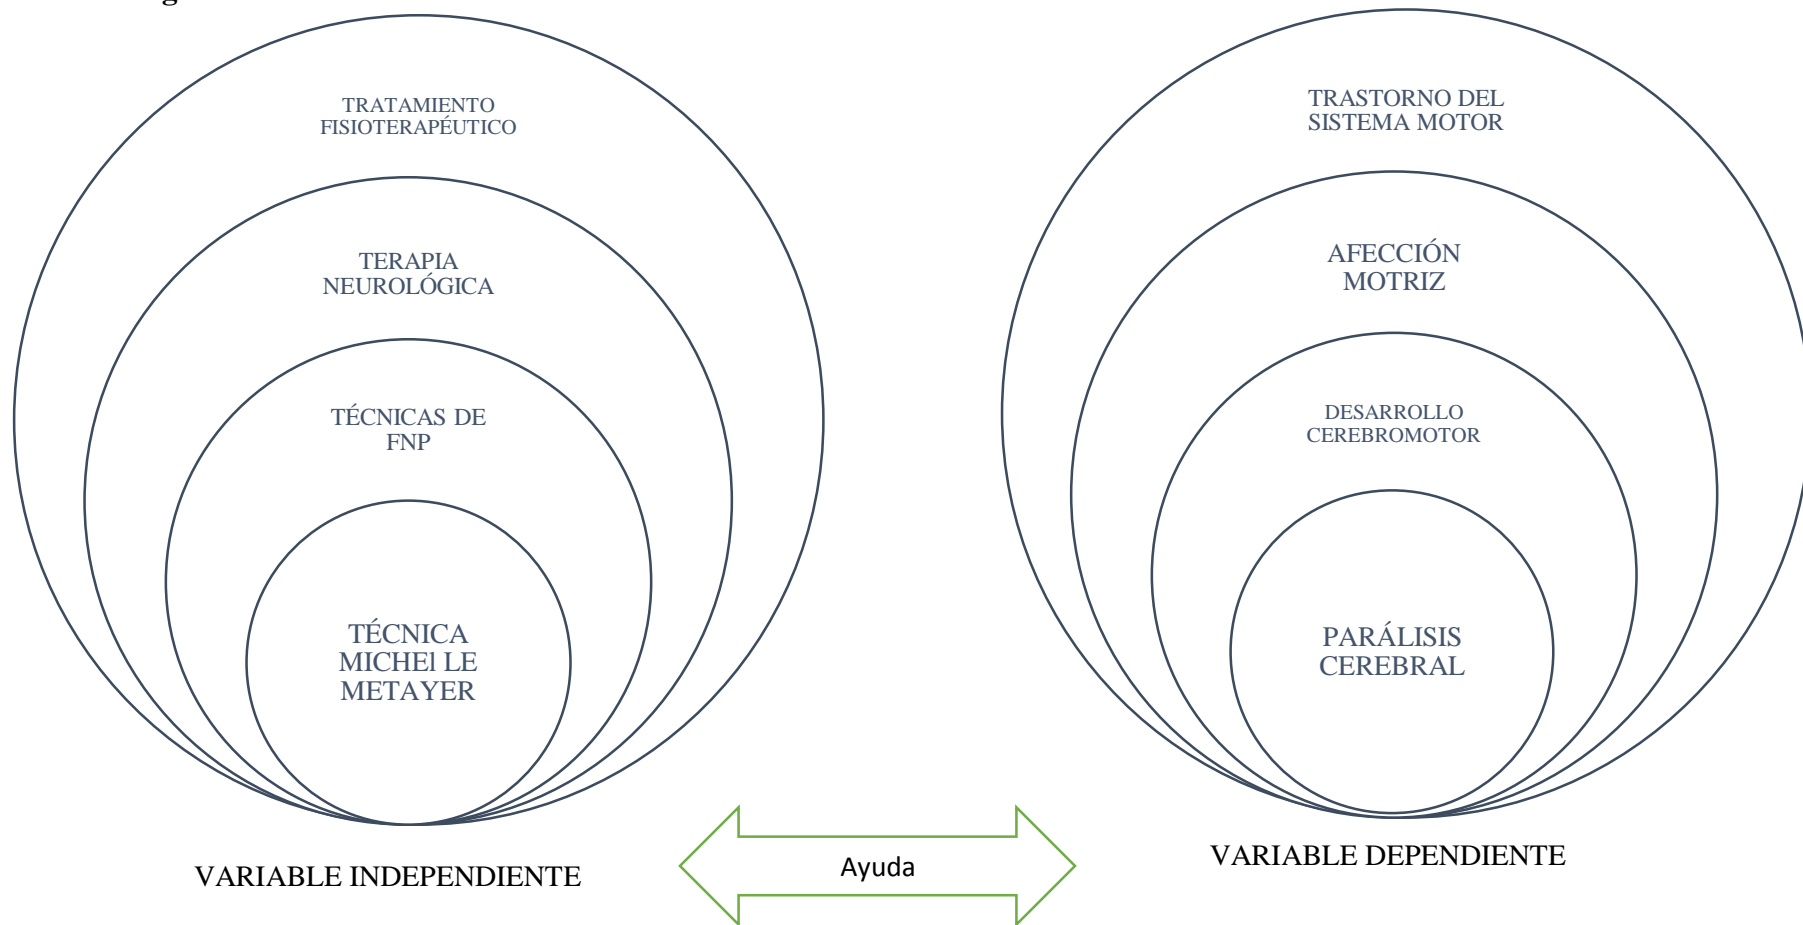 TRATAMIENTO
FISIOTERAPÉUTICO
TERAPIA
NEUROLÓGICA
TÉCNICAS DE
FNP
TÉCNICA
MICHEl LE
METAYER
VARIABLE INDEPENDIENTE
Ayuda
TRASTORNO DEL
SISTEMA MOTOR
AFECCIÓN
MOTRIZ
DESARROLLO
CEREBROMOTOR
PARÁLISIS
CEREBRAL
VARIABLE DEPENDIENTE